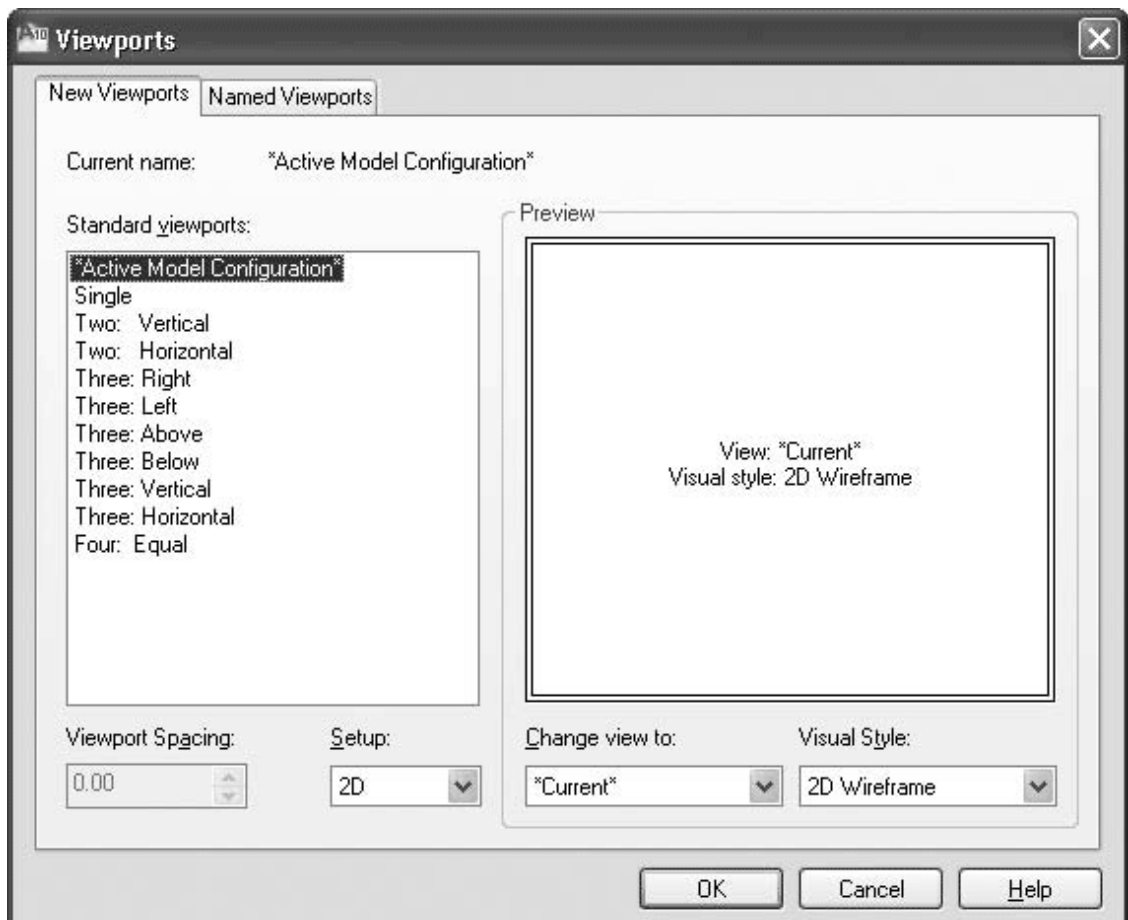 Viewports
New Viewports
Named Viewports
Current name: *Active Model Configuration*
Standard viewports:
*Active Model Configuration*
Single
Two: Vertical
Two: Horizontal
Three: Right
Three: Left
Three: Above
Three: Below
Three: Vertical
Three: Horizontal
Four: Equal
Preview
View: *Current*
Visual style: 2D Wireframe
Viewport Spacing:
0.00
Setup:
2D
Change view to:
*Current*
Visual Style:
2D Wireframe
OK
Cancel
Help